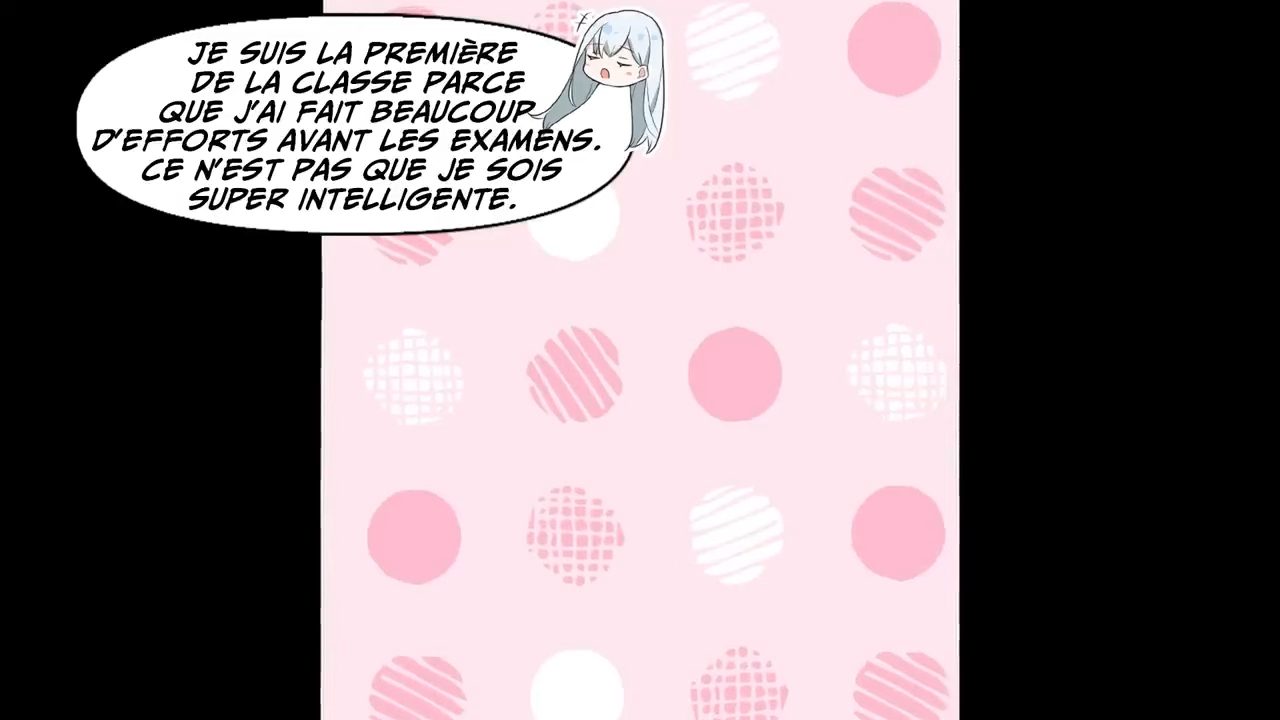 JE SUIS LA PREMIÈRE
DE LA CLASSE PARCE
QUE J'AI FAIT BEAUCOUP
D'EFFORTS AVANT LES EXAMENS.
CE N'EST PAS QUE JE SOIS
SUPER INTELLIGENTE.